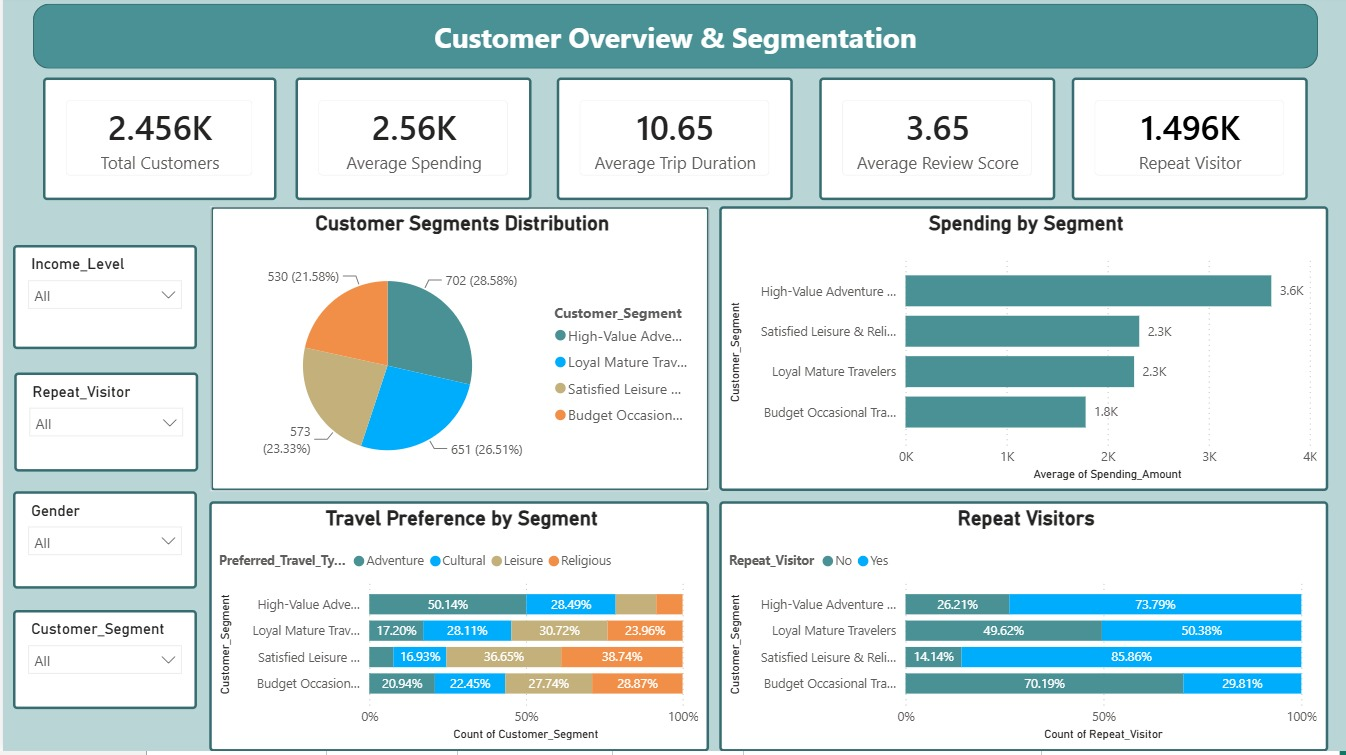 Customer Overview & Segmentation
2.456K
Total Customers
2.56K
Average Spending
10.65
Average Trip Duration
3.65
Average Review Score
1.496K
Repeat Visitor
Income_Level
All
Repeat_Visitor
All
Gender
All
Customer_Segment
All
Customer Segments Distribution
530 (21.58%)
702 (28.58%)
573
(23.33%)
651 (26.51%)
Customer_Segment
High-Value Adve...
Loyal Mature Trav...
Satisfied Leisure ...
Budget Occasion...
Spending by Segment
Customer_Segment
High-Value Adventure ... 3.6K
Satisfied Leisure & Reli... 2.3K
Loyal Mature Travelers 2.3K
Budget Occasional Tra... 1.8K
0K 1K 2K 3K 4K
Average of Spending_Amount
Travel Preference by Segment
Preferred_Travel_Ty... Adventure Cultural Leisure Religious
Customer_Segment
High-Value Adve... 50.14% 28.49%
Loyal Mature Trav... 17.20% 28.11% 30.72% 23.96%
Satisfied Leisure ... 16.93% 36.65% 38.74%
Budget Occasion... 20.94% 22.45% 27.74% 28.87%
0% 50% 100%
Count of Customer_Segment
Repeat Visitors
Repeat_Visitor No Yes
Customer_Segment
High-Value Adventure ... 26.21% 73.79%
Loyal Mature Travelers 49.62% 50.38%
Satisfied Leisure & Reli... 14.14% 85.86%
Budget Occasional Tra... 70.19% 29.81%
0% 50% 100%
Count of Repeat_Visitor